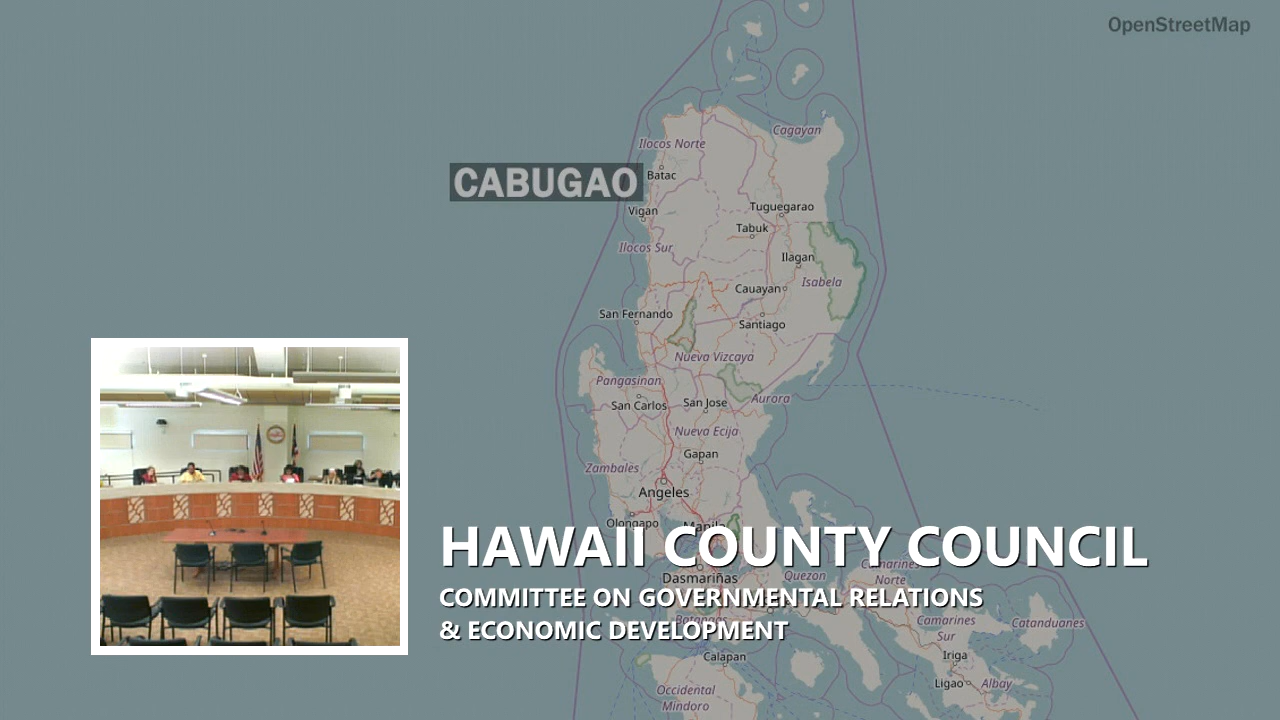 OpenStreetMap
Cagayan
Ilocos Norte
CABUGAO
Batac
Vigan
Tuguegarao
Tabuk
Ilocos Sur
Ilagan
Isabela
Cauayan
San Fernando
Santiago
Nueva Vizcaya
Pangasinan
San Carlos
San Jose
Aurora
Nueva Ecija
Gapan
Zambales
Angeles
Olongapo
Manila
HAWAII COUNTY COUNCIL
Dasmariñas
Quezon
Camarines
Norte
COMMITTEE ON GOVERNMENTAL RELATIONS
Batangas
Camarines
Sur
Catanduanes
& ECONOMIC DEVELOPMENT
Calapan
Iriga
Ligao
Albay
Occidental
Mindoro